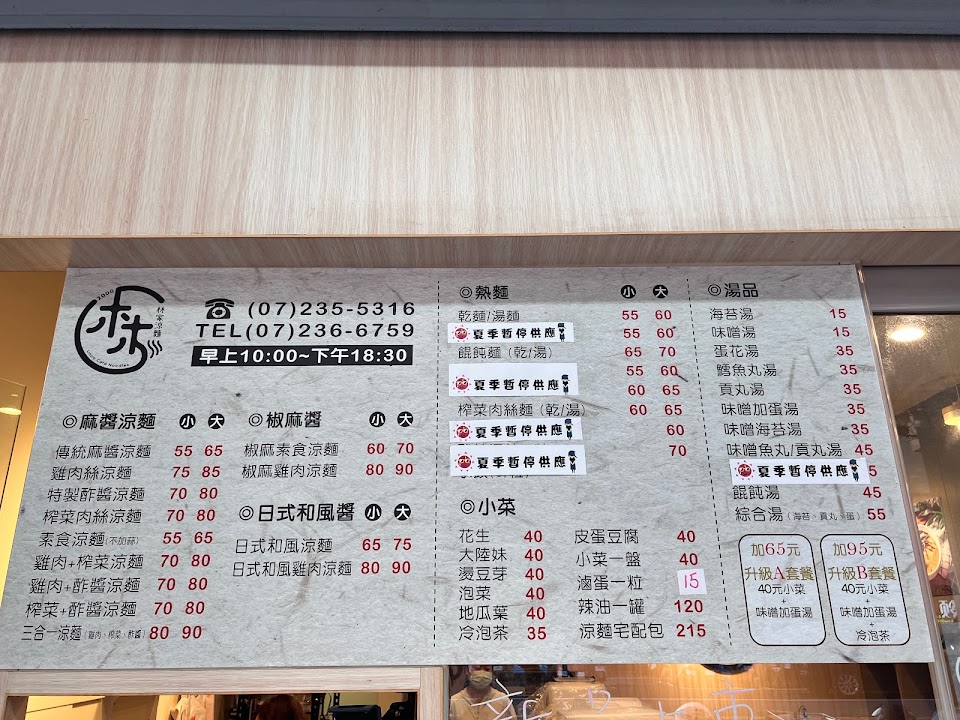 2000
林家涼麵
☎ (07)235-5316
TEL(07)236-6759
早上10:00~下午18:30
◎麻醬涼麵 小 大
傳統麻醬涼麵 55 65
雞肉絲涼麵 75 85
特製酢醬涼麵 70 80
榨菜肉絲涼麵 70 80
素食涼麵(不加蒜) 55 65
雞肉+榨菜涼麵 70 80
雞肉+酢醬涼麵 70 80
榨菜+酢醬涼麵 70 80
三合一涼麵(雞肉、榨菜、酢醬) 80 90
◎椒麻醬 小 大
椒麻素食涼麵 60 70
椒麻雞肉涼麵 80 90
◎日式和風醬 小 大
日式和風涼麵 65 75
日式和風雞肉涼麵 80 90
◎熱麵 小 大
乾麵/湯麵 55 60
夏季暫停供應 55 60
餛飩麵(乾/湯) 65 70
55 60
夏季暫停供應 60 65
榨菜肉絲麵(乾/湯) 60 65
夏季暫停供應 60
夏季暫停供應 70
◎小菜
花生 40
大陸妹 40
燙豆芽 40
泡菜 40
地瓜葉 40
冷泡茶 35
皮蛋豆腐 40
小菜一盤 40
滷蛋一粒 15
辣油一罐 120
涼麵宅配包 215
◎湯品
海苔湯 15
味噌湯 15
蛋花湯 35
鱈魚丸湯 35
貢丸湯 35
味噌加蛋湯 35
味噌海苔湯 35
味噌魚丸/貢丸湯 45
夏季暫停供應 5
餛飩湯 45
綜合湯(海苔、貢丸、蛋) 55
加65元
升級A套餐
40元小菜
+
味噌加蛋湯
加95元
升級B套餐
40元小菜
+
味噌加蛋湯
+
冷泡茶